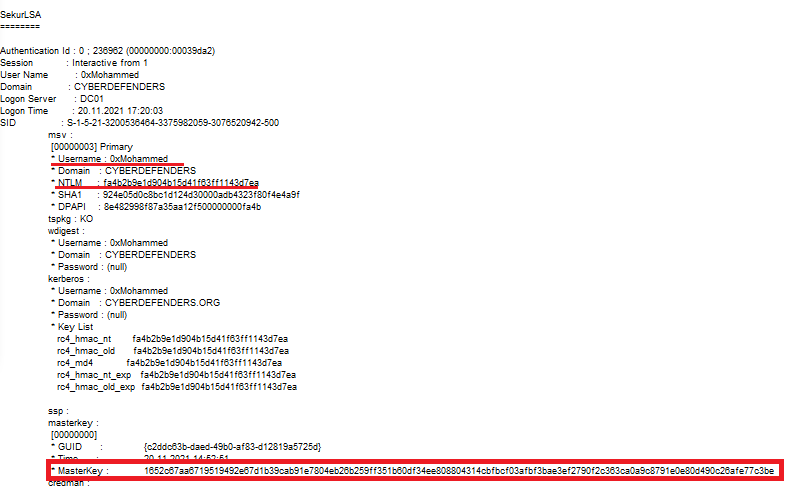 SekurLSA
========
Authentication Id : 0 ; 236962 (00000000:00039da2)
Session : Interactive from 1
User Name : 0xMohammed
Domain : CYBERDEFENDERS
Logon Server : DC01
Logon Time : 20.11.2021 17:20:03
SID : S-1-5-21-3200536464-3375982059-3076520942-500
msv :
[00000003] Primary
* Username : 0xMohammed
* Domain : CYBERDEFENDERS
* NTLM : fa4b2b9e1d904b15d41f63ff1143d7ea
* SHA1 : 924e05d0c8bc1d124d30000adb4323f80f4e4a9f
* DPAPI : 8e482998f87a35aa12f500000000fa4b
tspkg : KO
wdigest :
* Username : 0xMohammed
* Domain : CYBERDEFENDERS
* Password : (null)
kerberos :
* Username : 0xMohammed
* Domain : CYBERDEFENDERS.ORG
* Password : (null)
* Key List
rc4_hmac_nt fa4b2b9e1d904b15d41f63ff1143d7ea
rc4_hmac_old fa4b2b9e1d904b15d41f63ff1143d7ea
rc4_md4 fa4b2b9e1d904b15d41f63ff1143d7ea
rc4_hmac_nt_exp fa4b2b9e1d904b15d41f63ff1143d7ea
rc4_hmac_old_exp fa4b2b9e1d904b15d41f63ff1143d7ea
ssp :
masterkey :
[00000000]
* GUID : {c2ddc63b-daed-49b0-af83-d12819a5725d}
* Time : 20.11.2021 14:52:51
* MasterKey : 1652c67aa6719519492e67d1b39cab91e7804eb26b259ff351b60df34ee808804314cbfbcf03afbf3bae3ef2790f2c363ca0a9c8791e0e80d490c26afe77c3be
credman :